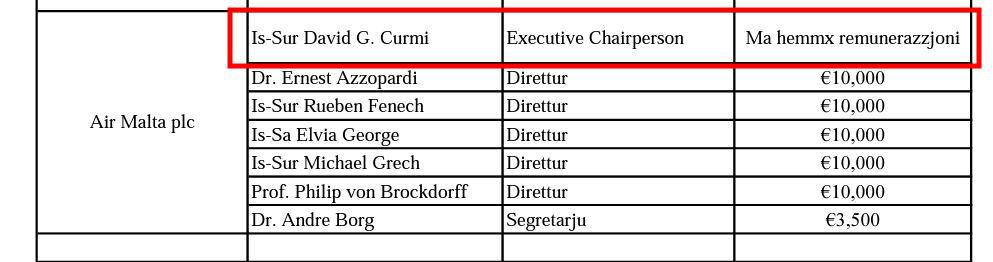 Is-Sur David G. Curmi Executive Chairperson Ma hemmx remunerazzjoni
Dr. Ernest Azzopardi Direttur €10,000
Is-Sur Rueben Fenech Direttur €10,000
Air Malta plc
Is-Sa Elvia George Direttur €10,000
Is-Sur Michael Grech Direttur €10,000
Prof. Philip von Brockdorff Direttur €10,000
Dr. Andre Borg Segretarju €3,500